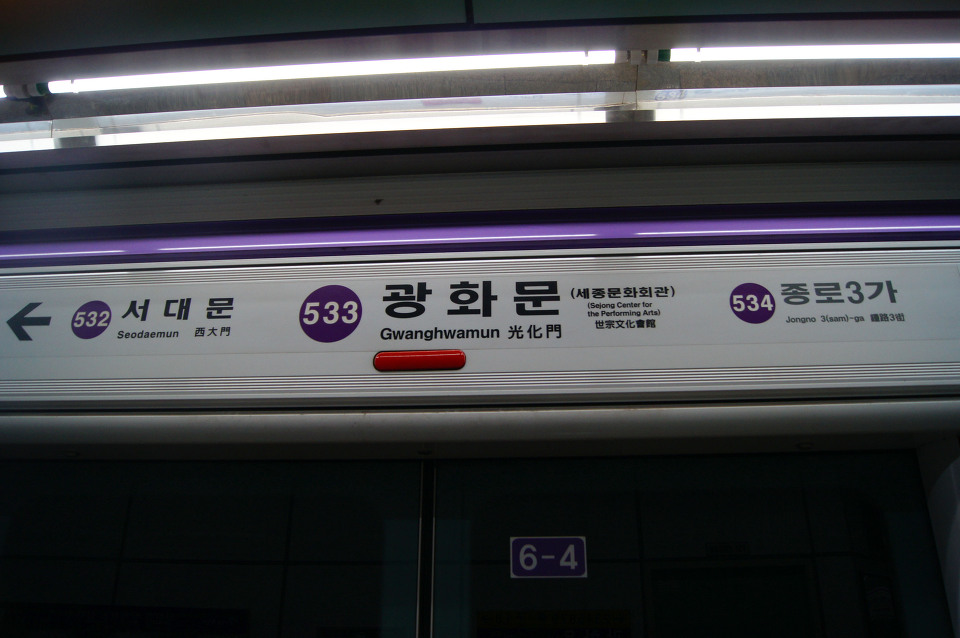 532
서대문
Seodaemun 西大門
533
광화문
Gwanghwamun 光化門
(세종문화회관)
(Sejong Center for
the Performing Arts)
世宗文化會館
534
종로3가
Jongno 3(sam)-ga 鐘路3街
6-4